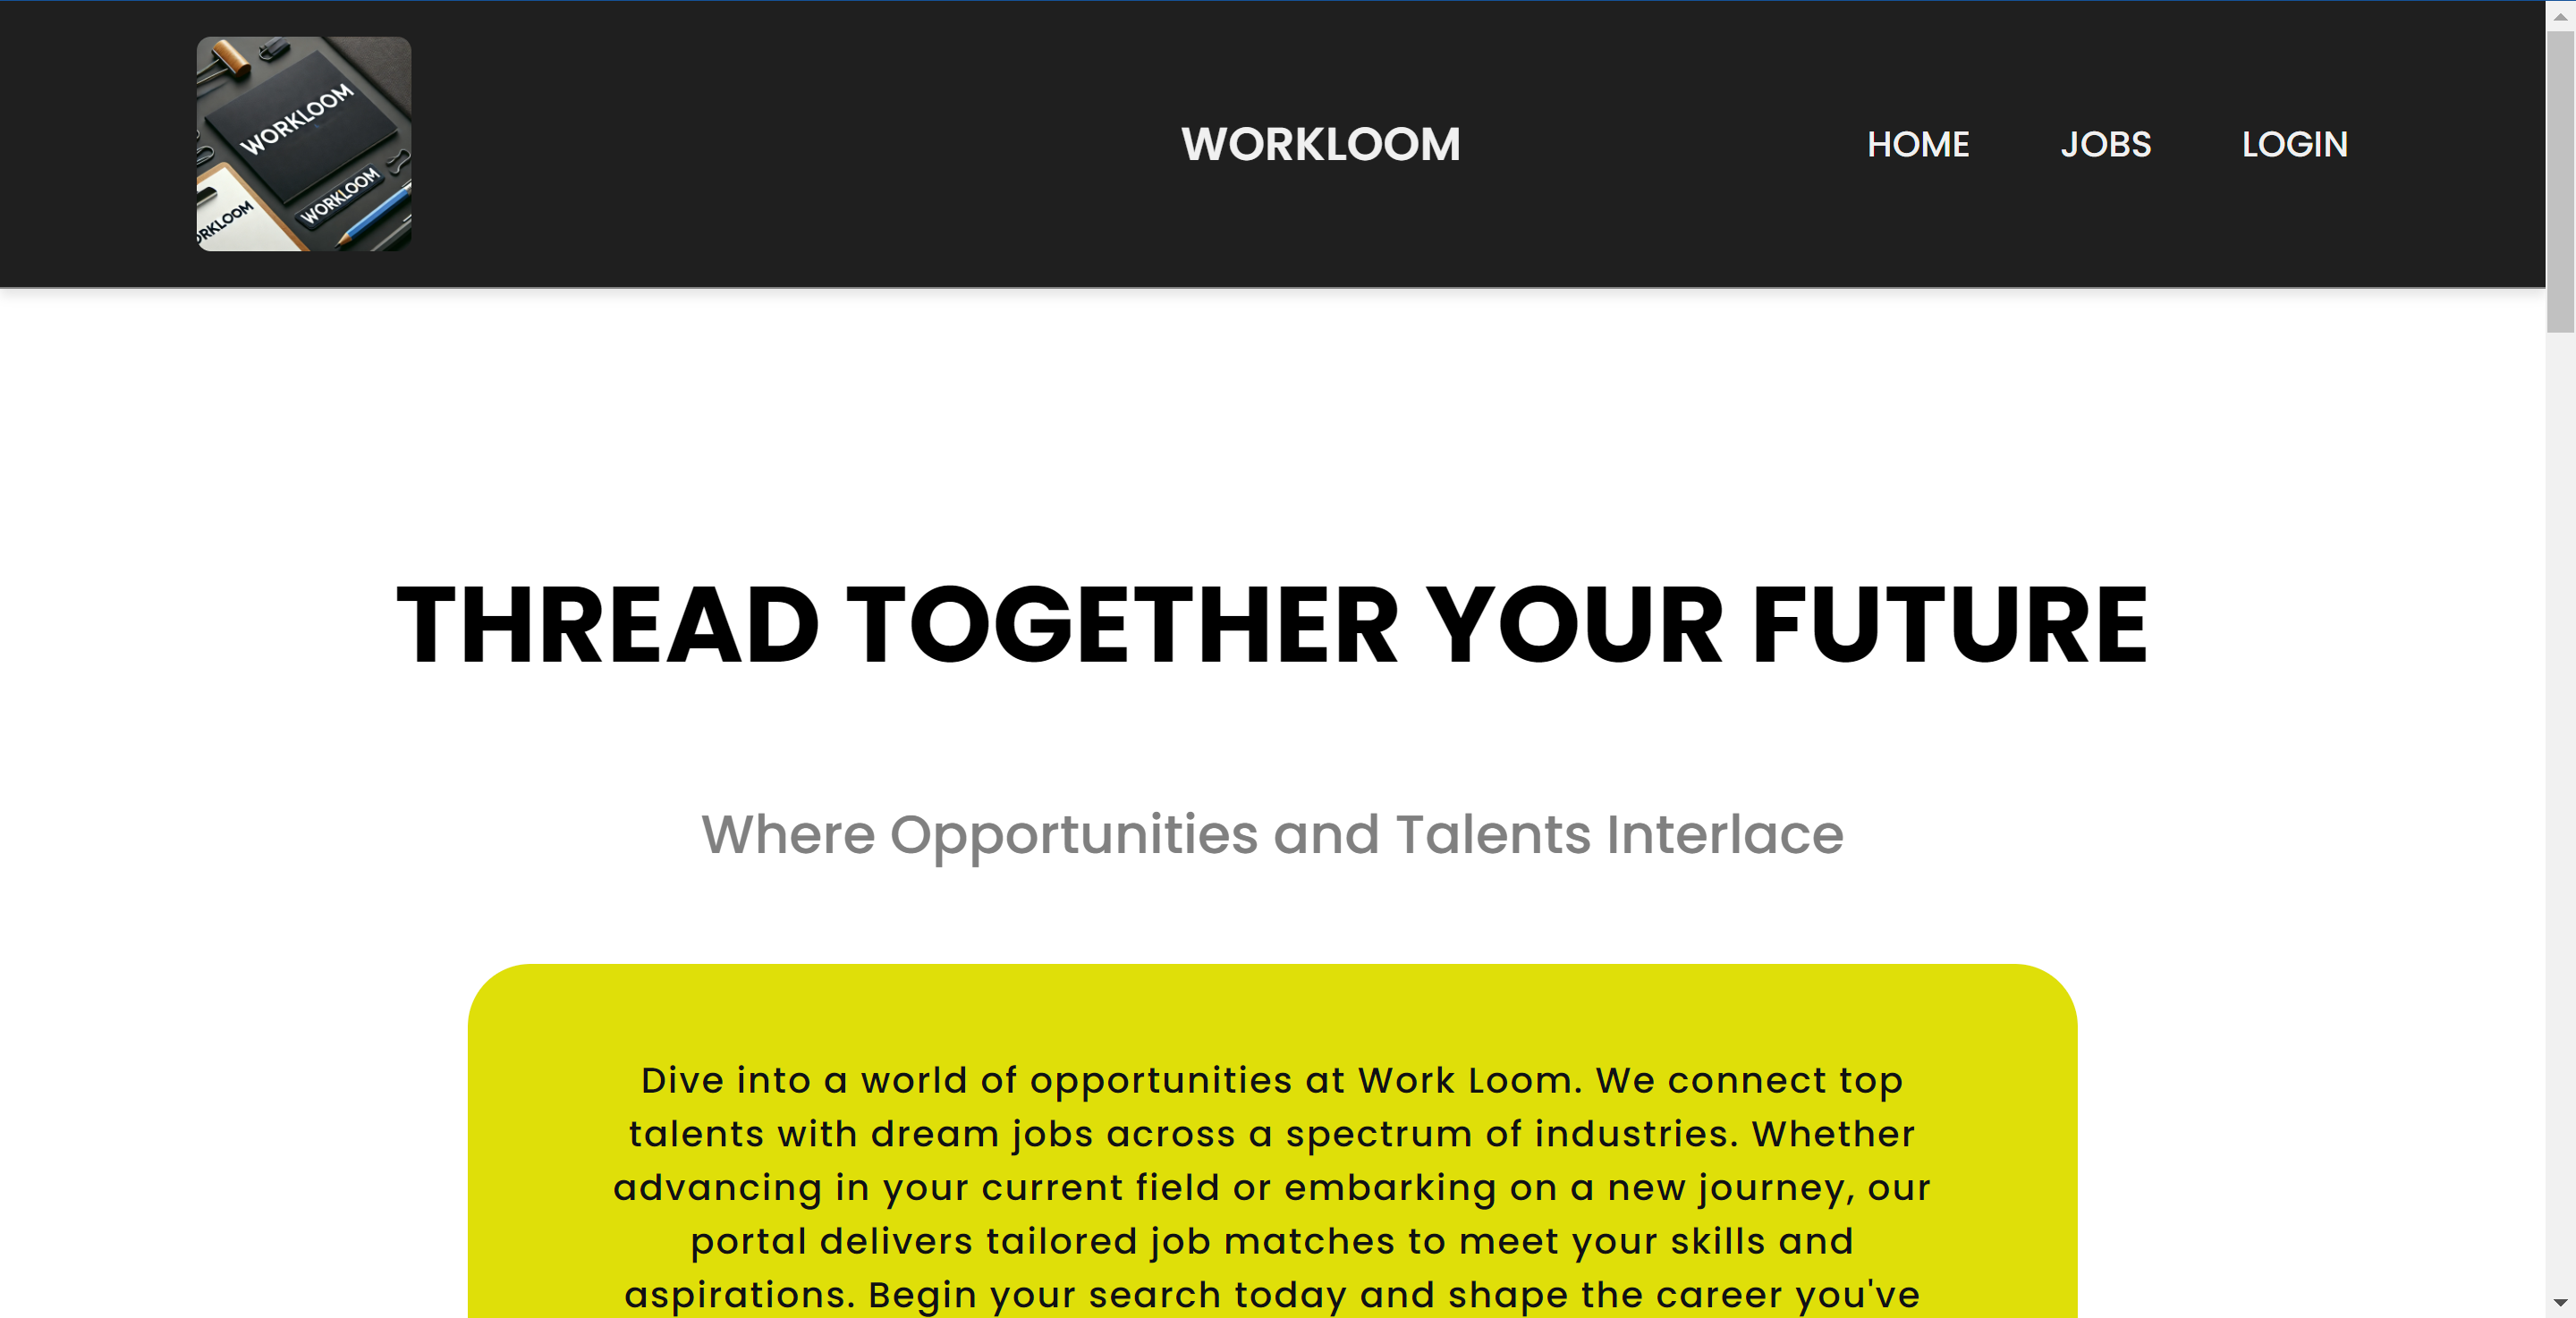 WORKLOOM
WORKLOOM
ORKLOOM
WORKLOOM
HOME
JOBS
LOGIN
THREAD TOGETHER YOUR FUTURE
Where Opportunities and Talents Interlace
Dive into a world of opportunities at Work Loom. We connect top
talents with dream jobs across a spectrum of industries. Whether
advancing in your current field or embarking on a new journey, our
portal delivers tailored job matches to meet your skills and
aspirations. Begin your search today and shape the career you've